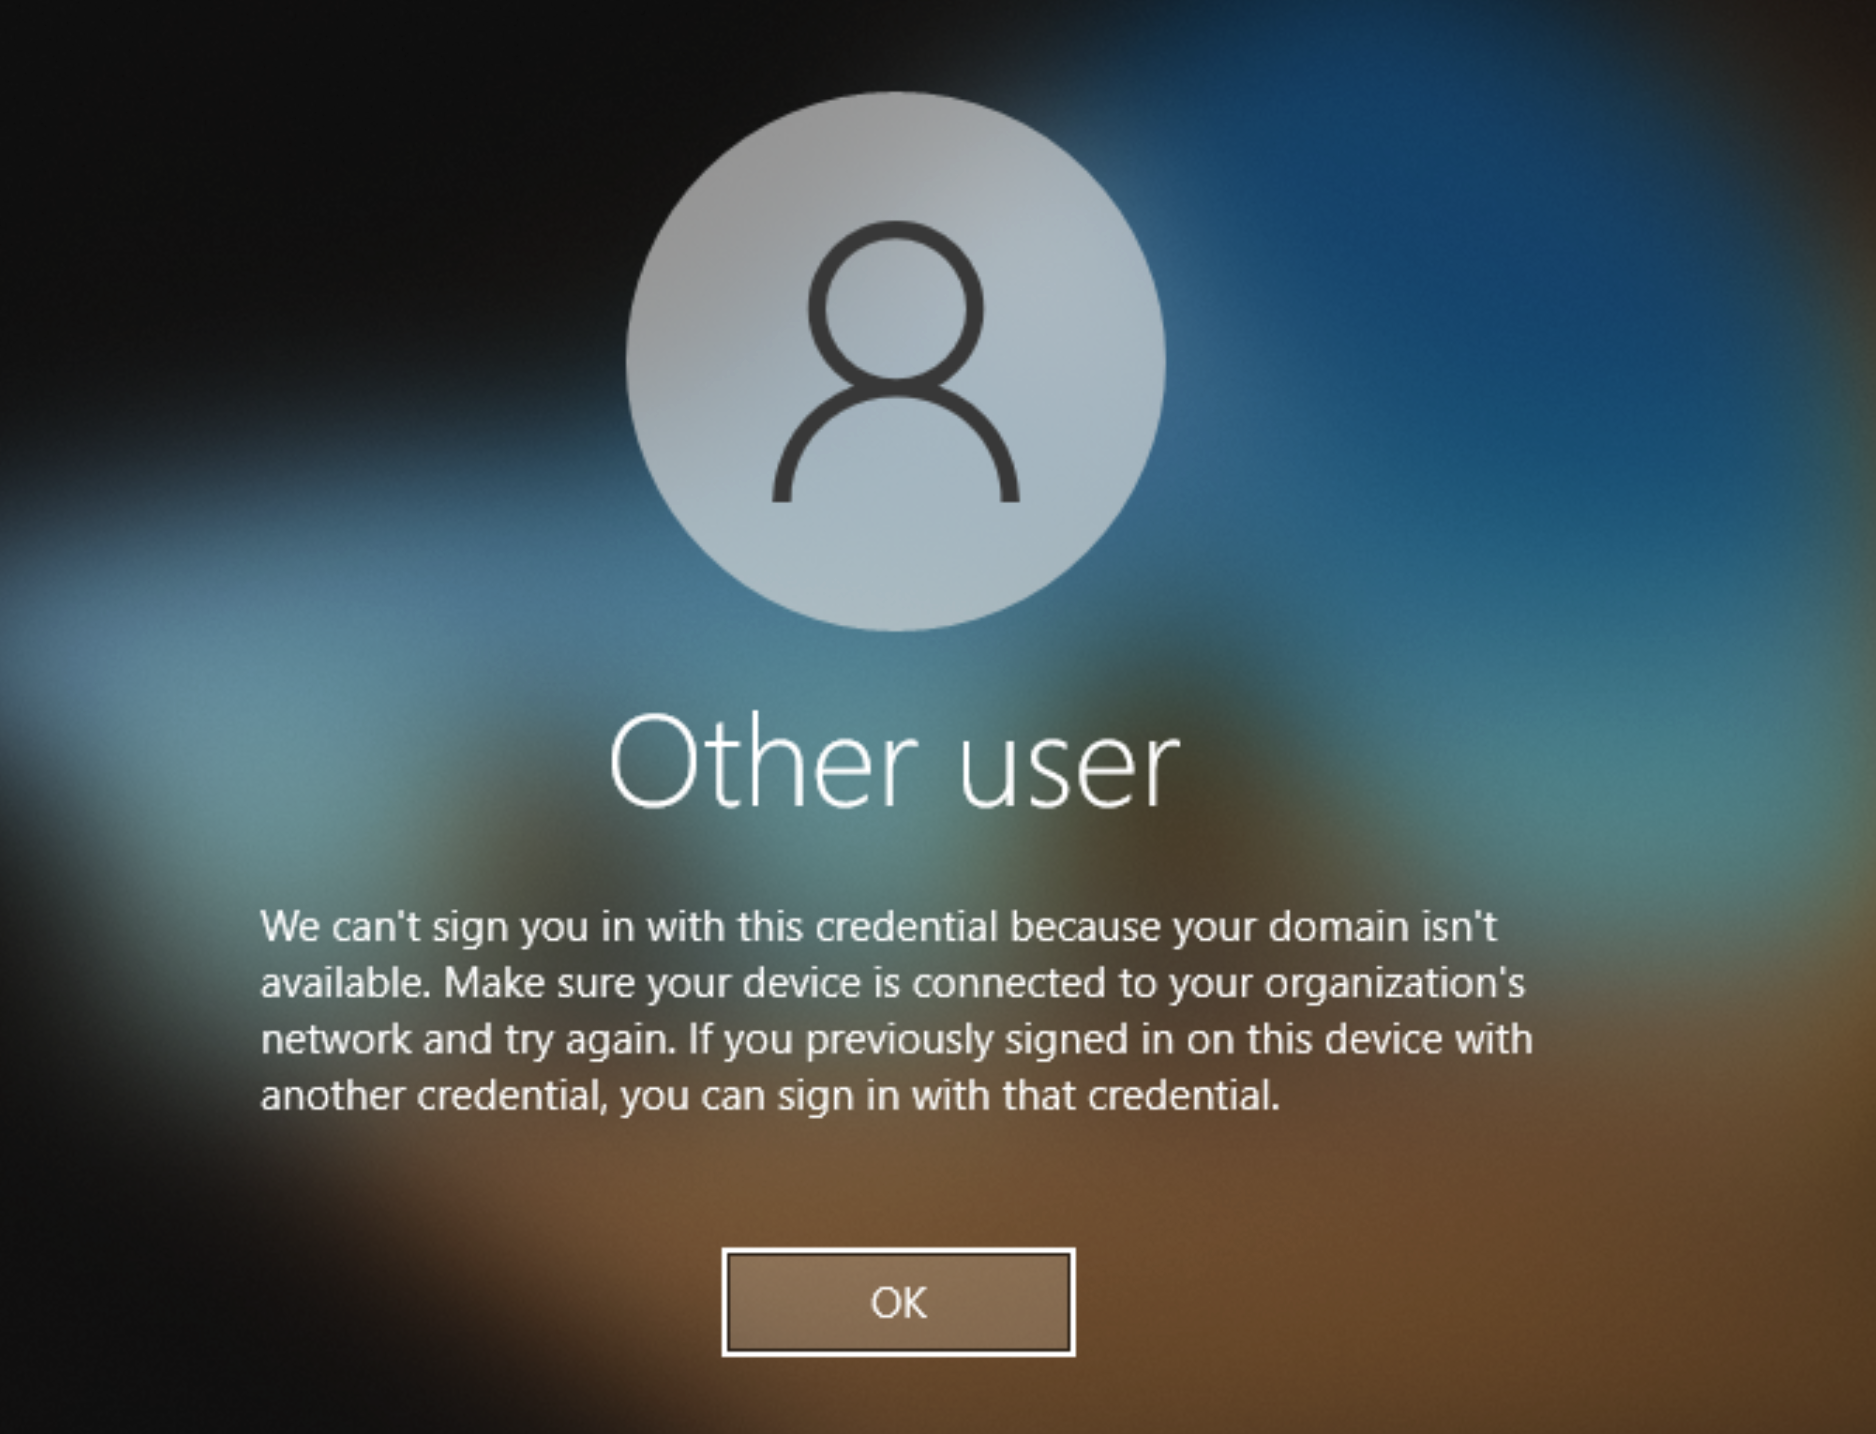 Other user
We can't sign you in with this credential because your domain isn't
available. Make sure your device is connected to your organization's
network and try again. If you previously signed in on this device with
another credential, you can sign in with that credential.
OK